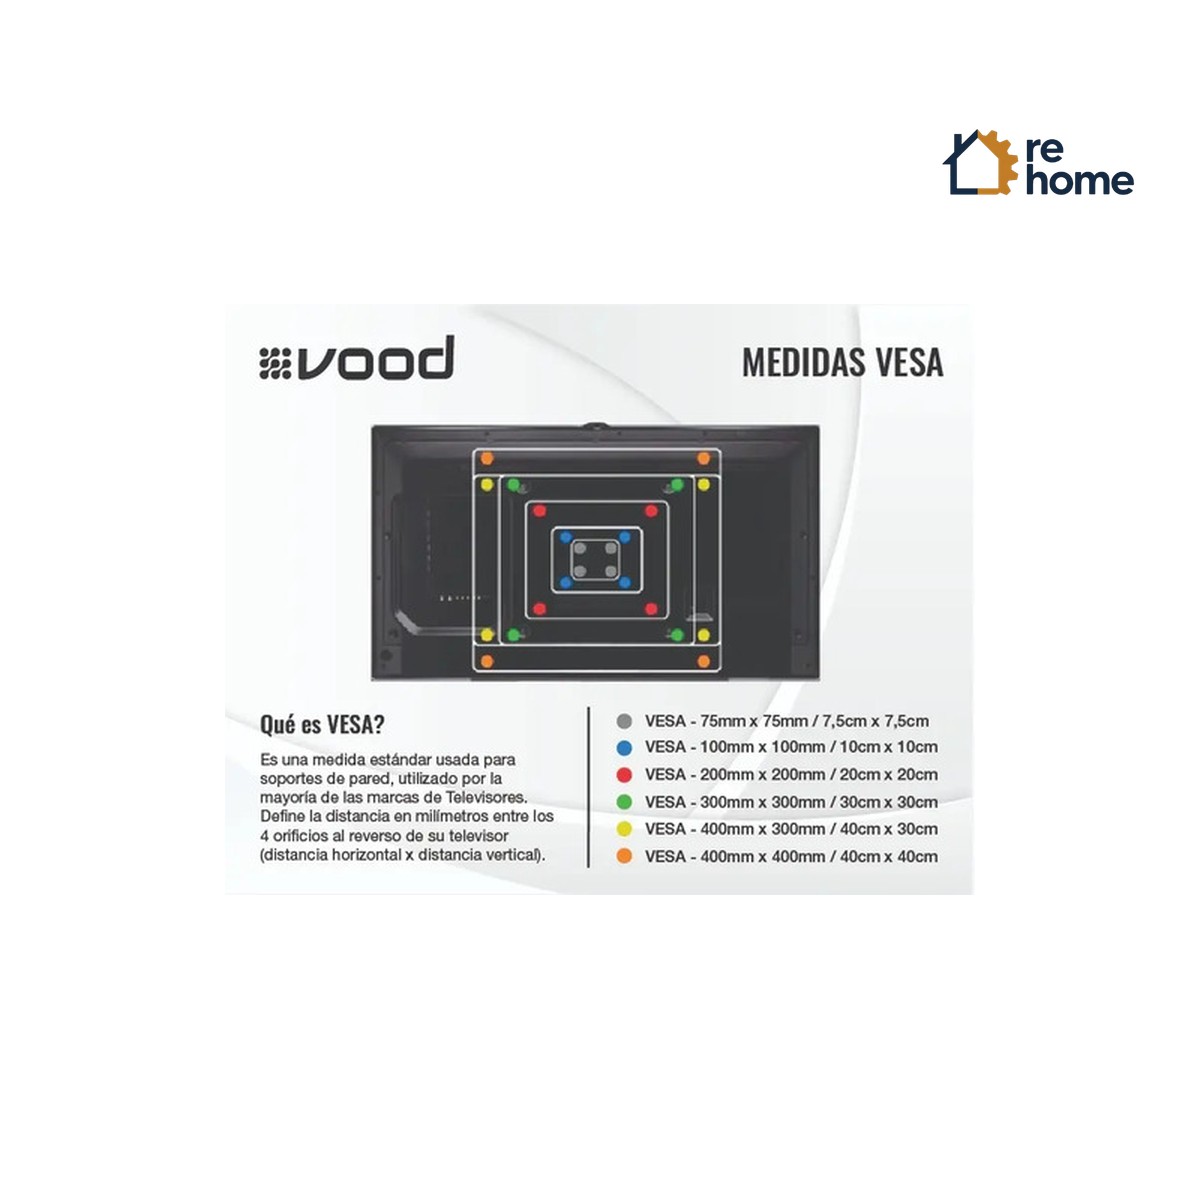 re
home
vood
MEDIDAS VESA
Qué es VESA?
Es una medida estándar usada para
soportes de pared, utilizado por la
mayoría de las marcas de Televisores.
Define la distancia en milímetros entre los
4 orificios al reverso de su televisor
(distancia horizontal x distancia vertical).
VESA - 75mm x 75mm / 7,5cm x 7,5cm
VESA - 100mm x 100mm / 10cm x 10cm
VESA - 200mm x 200mm / 20cm x 20cm
VESA - 300mm x 300mm / 30cm x 30cm
VESA - 400mm x 300mm / 40cm x 30cm
VESA - 400mm x 400mm / 40cm x 40cm